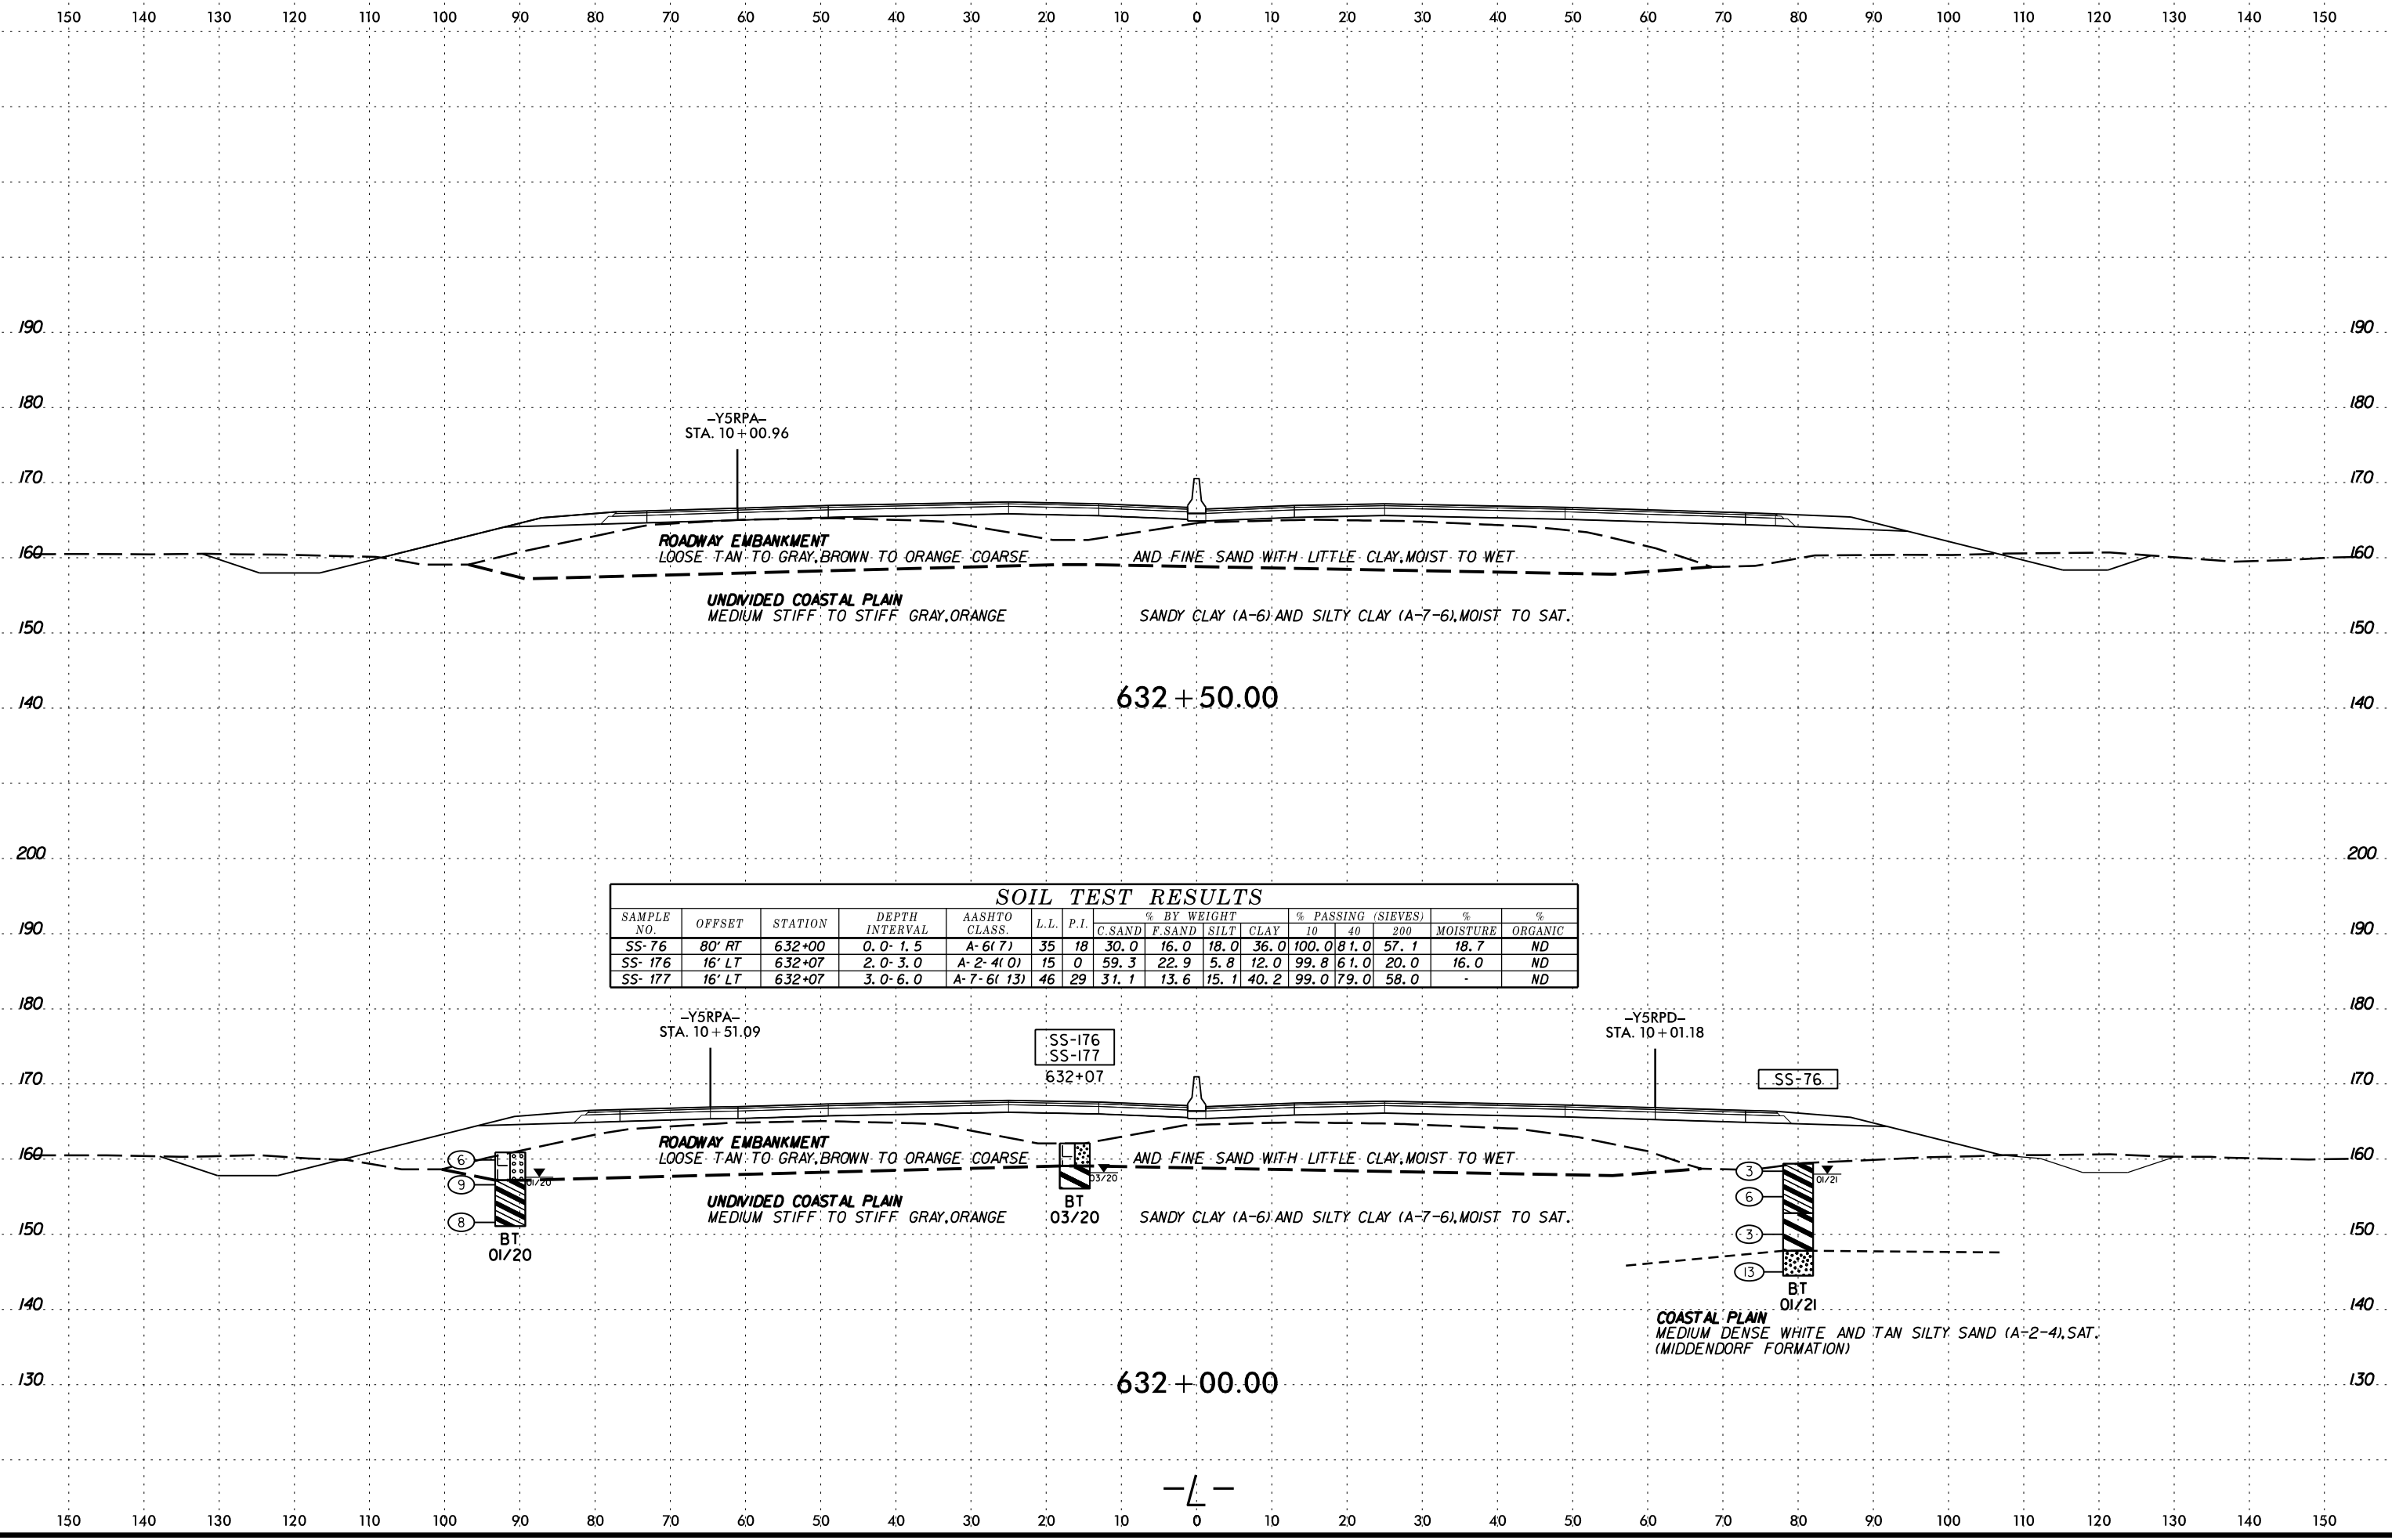 150 140 130 120 110 100 90 80 70 60 50 40 30 20 10 0 10 20 30 40 50 60 70 80 90 100 110 120 130 140 150
190 190
180 180
–Y5RPA–
STA. 10+00.96
170 170
160 160
ROADWAY EMBANKMENT
LOOSE TAN TO GRAY,BROWN TO ORANGE COARSE AND FINE SAND WITH LITTLE CLAY,MOIST TO WET
UNDIVIDED COASTAL PLAIN
MEDIUM STIFF TO STIFF GRAY,ORANGE SANDY CLAY (A-6) AND SILTY CLAY (A-7-6),MOIST TO SAT.
150 150
632+50.00
140 140
200 200
SOIL TEST RESULTS
SAMPLE NO. OFFSET STATION DEPTH INTERVAL AASHTO CLASS. L.L. P.I. % BY WEIGHT % PASSING (SIEVES) % MOISTURE % ORGANIC
C.SAND F.SAND SILT CLAY 10 40 200
190 190
SS-76 80' RT 632+00 0.0-1.5 A-6(7) 35 18 30.0 16.0 18.0 36.0 100.0 81.0 57.1 18.7 ND
SS-176 16' LT 632+07 2.0-3.0 A-2-4(0) 15 0 59.3 22.9 5.8 12.0 99.8 61.0 20.0 16.0 ND
SS-177 16' LT 632+07 3.0-6.0 A-7-6(13) 46 29 31.1 13.6 15.1 40.2 99.0 79.0 58.0 - ND
180 180
–Y5RPA–
STA. 10+51.09
SS-176
SS-177
632+07
–Y5RPD–
STA. 10+01.18
SS-76
170 170
160 160
ROADWAY EMBANKMENT
LOOSE TAN TO GRAY,BROWN TO ORANGE COARSE AND FINE SAND WITH LITTLE CLAY,MOIST TO WET
6
9
8
L
01/20
BT
01/20
L
03/20
BT
03/20
3
6
3
13
01/21
BT
01/21
UNDIVIDED COASTAL PLAIN
MEDIUM STIFF TO STIFF GRAY,ORANGE SANDY CLAY (A-6) AND SILTY CLAY (A-7-6),MOIST TO SAT.
150 150
140 140
COASTAL PLAIN
MEDIUM DENSE WHITE AND TAN SILTY SAND (A-2-4),SAT.
(MIDDENDORF FORMATION)
632+00.00
130 130
–L–
150 140 130 120 110 100 90 80 70 60 50 40 30 20 10 0 10 20 30 40 50 60 70 80 90 100 110 120 130 140 150